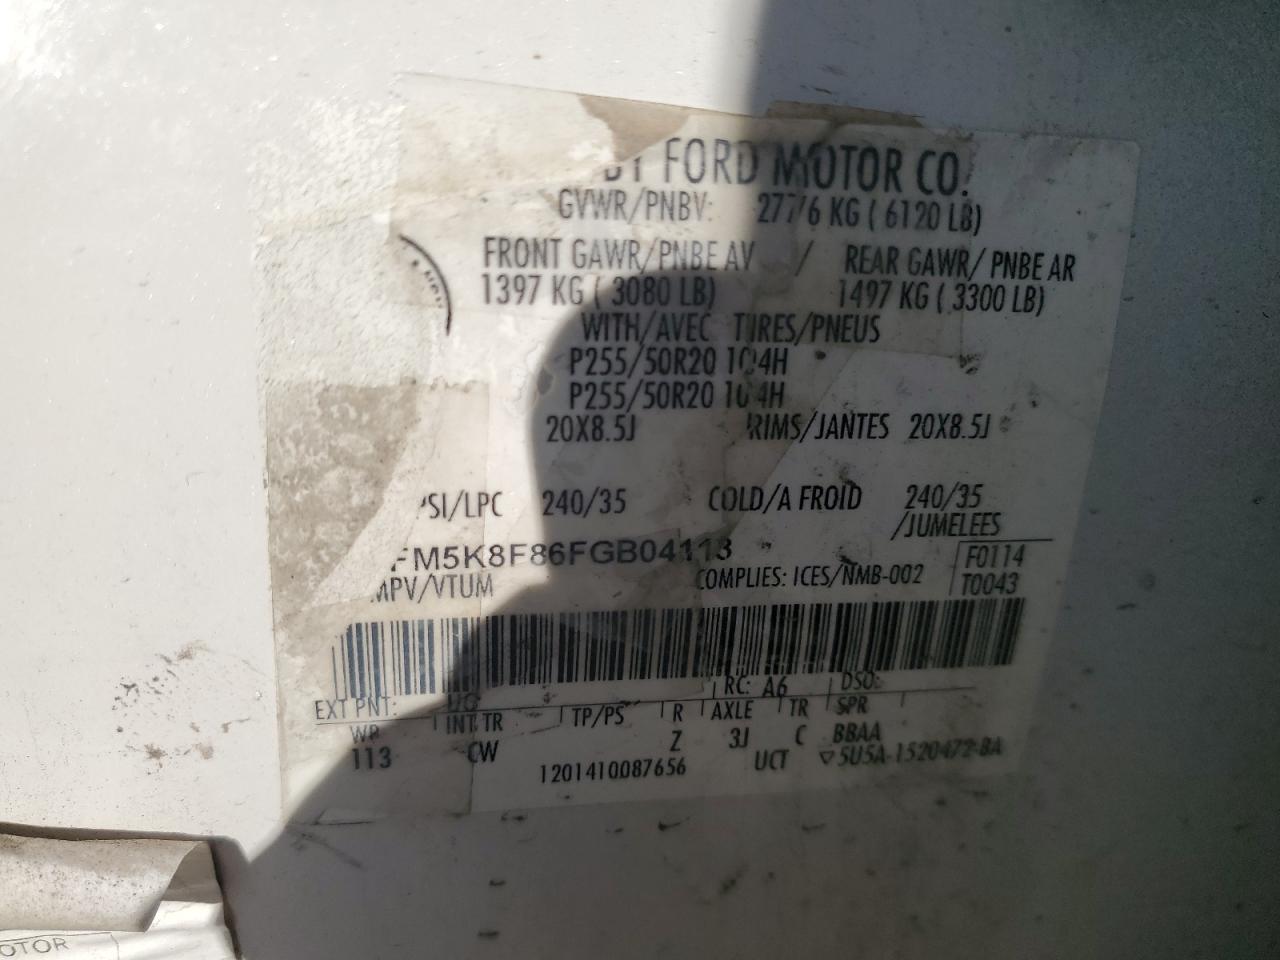 BY FORD MOTOR CO.
GVWR/PNBV: 2776 KG ( 6120 LB)
FRONT GAWR/PNBE AV / REAR GAWR/ PNBE AR
1397 KG ( 3080 LB) 1497 KG ( 3300 LB)
WITH/AVEC TIRES/PNEUS
P255/50R20 104H
P255/50R20 104H
20X8.5J RIMS/JANTES 20X8.5J
PSI/LPC 240/35 COLD/A FROID 240/35
/JUMELEES
FM5K8F86FGB04113
MPV/VTUM COMPLIES: ICES/NMB-002 F0114
T0043
EXT PNT: UG RC: A6 DSO:
WB INT TR TP/PS R AXLE TR SPR
113 CW Z 3J C BBAA
1201410087656 UCT ▽5U5A-1520472-BA
OTOR